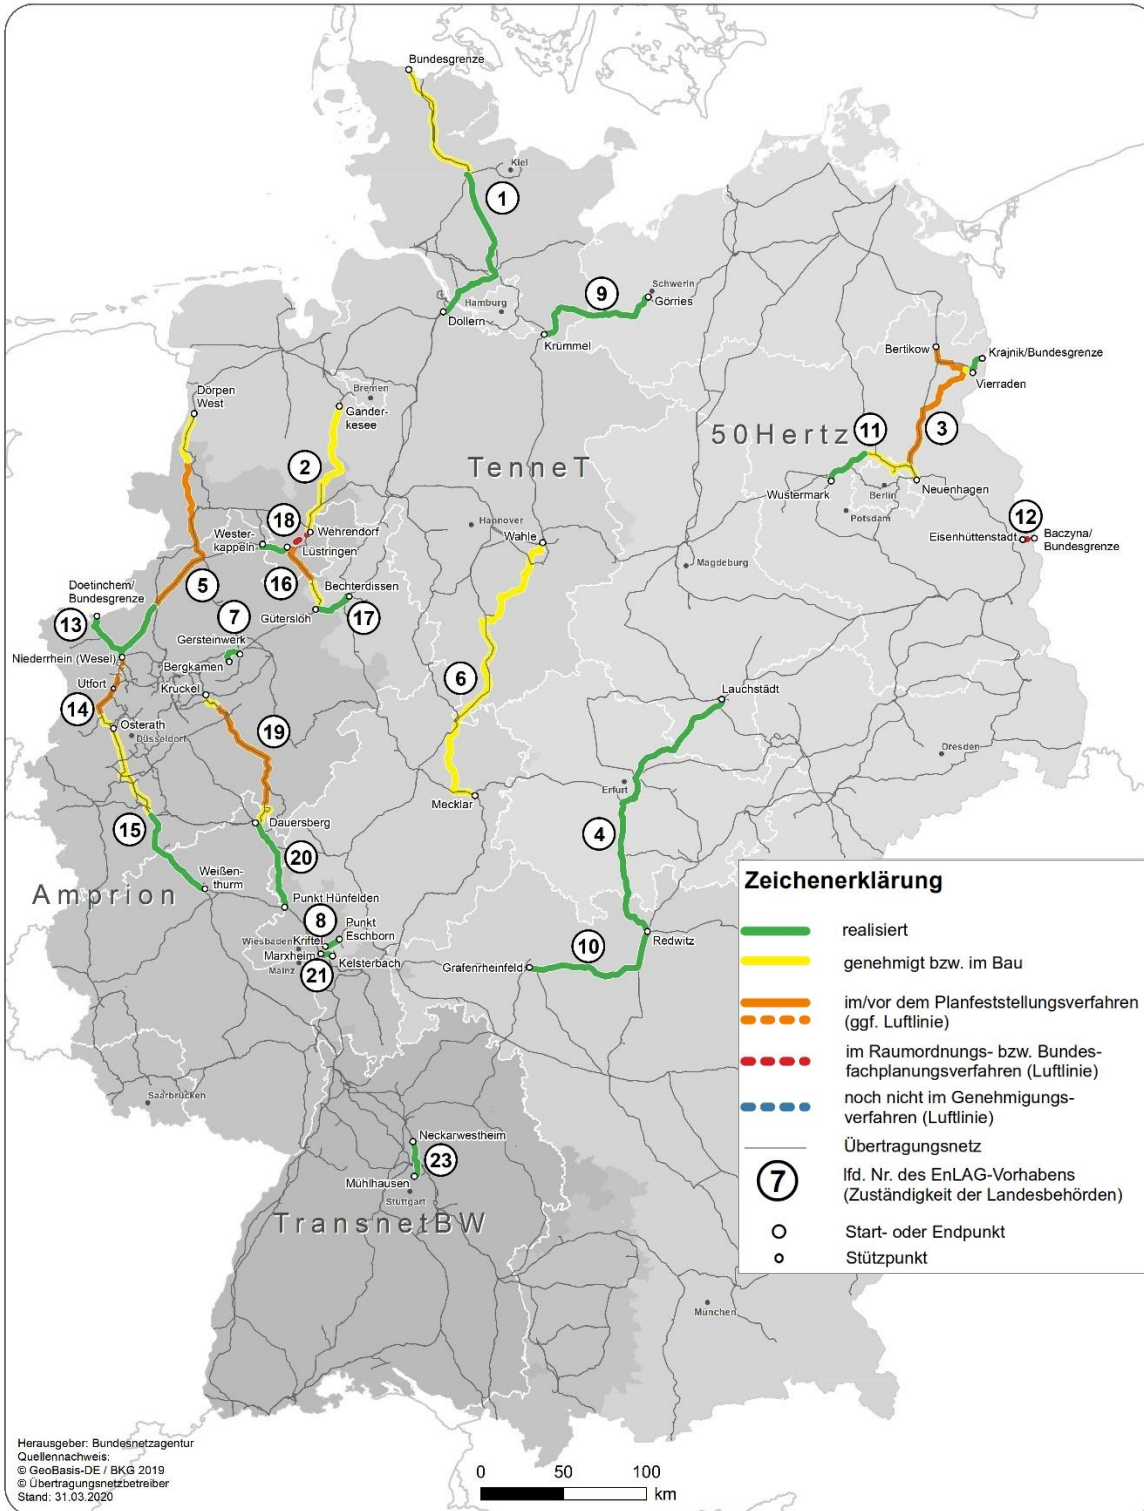 Bundesgrenze
Kiel
1
Schwerin
9
Görries
Hamburg
Dollern
Krümmel
Bertikow
Krajnik/Bundesgrenze
Vierraden
Dörpen
West
Bremen
Gander-
kesee
50Hertz
11
3
2
TenneT
Wustermark
Berlin
Neuenhagen
Potsdam
18
Wehrendorf
Hannover
Wahle
12
Wester-
kappeln
Lüstringen
Eisenhüttenstadt
Baczyna/
Bundesgrenze
Magdeburg
5
16
Bechterdissen
Doetinchem/
Bundesgrenze
7
17
Gütersloh
13
Gersteinwerk
Niederrhein (Wesel)
Bergkamen
6
Utfort
Kruckel
Lauchstädt
14
Osterath
Düsseldorf
19
Dresden
Erfurt
Mecklar
15
Dauersberg
4
20
Weißen-
thurm
Amprion
Punkt Hünfelden
8
Punkt
Eschborn
Wiesbaden
Kriftel
Marxheim
Kelsterbach
Mainz
21
10
Redwitz
Grafenrheinfeld
Saarbrücken
Neckarwestheim
23
Mühlhausen
Stuttgart
TransnetBW
München
Zeichenerklärung
realisiert
genehmigt bzw. im Bau
im/vor dem Planfeststellungsverfahren
(ggf. Luftlinie)
im Raumordnungs- bzw. Bundes-
fachplanungsverfahren (Luftlinie)
noch nicht im Genehmigungs-
verfahren (Luftlinie)
Übertragungsnetz
7
lfd. Nr. des EnLAG-Vorhabens
(Zuständigkeit der Landesbehörden)
Start- oder Endpunkt
Stützpunkt
Herausgeber: Bundesnetzagentur
Quellennachweis:
© GeoBasis-DE / BKG 2019
© Übertragungsnetzbetreiber
Stand: 31.03.2020
0 50 100
km